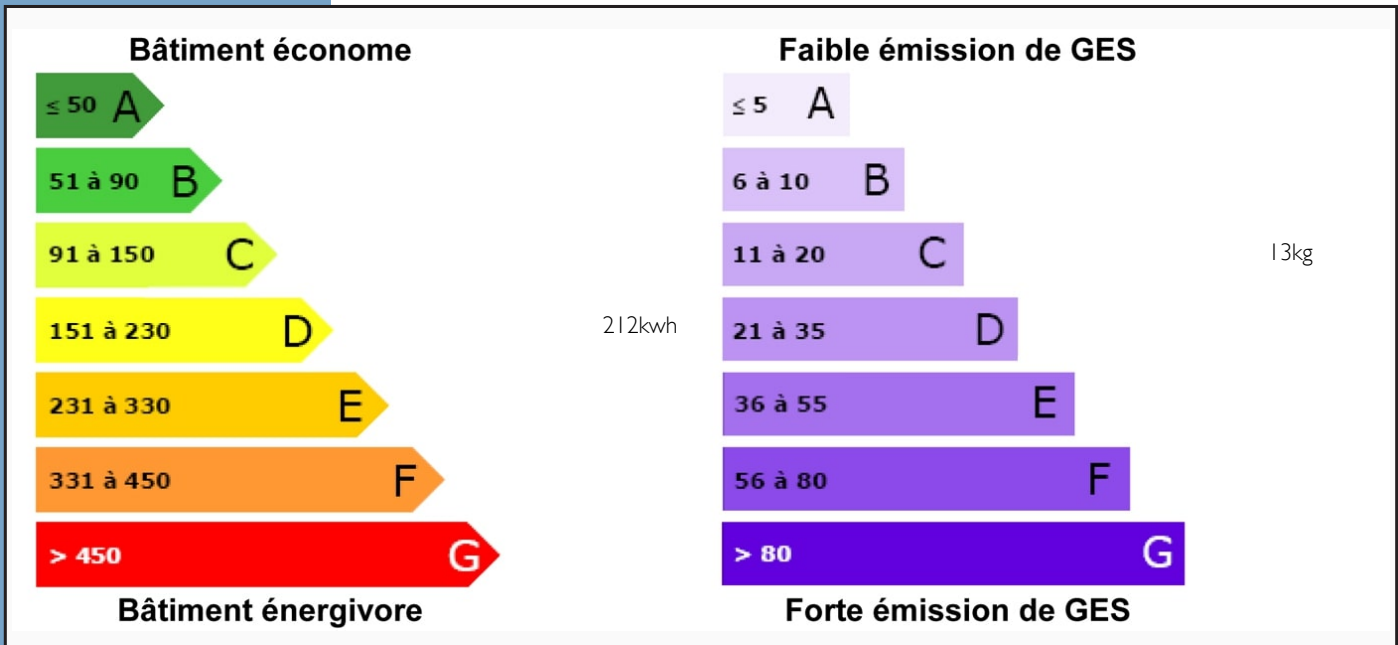 Bâtiment économe
≤ 50 A
51 à 90 B
91 à 150 C
151 à 230 D
212kwh
231 à 330 E
331 à 450 F
> 450 G
Bâtiment énergivore
Faible émission de GES
≤ 5 A
6 à 10 B
11 à 20 C
13kg
21 à 35 D
36 à 55 E
56 à 80 F
> 80 G
Forte émission de GES